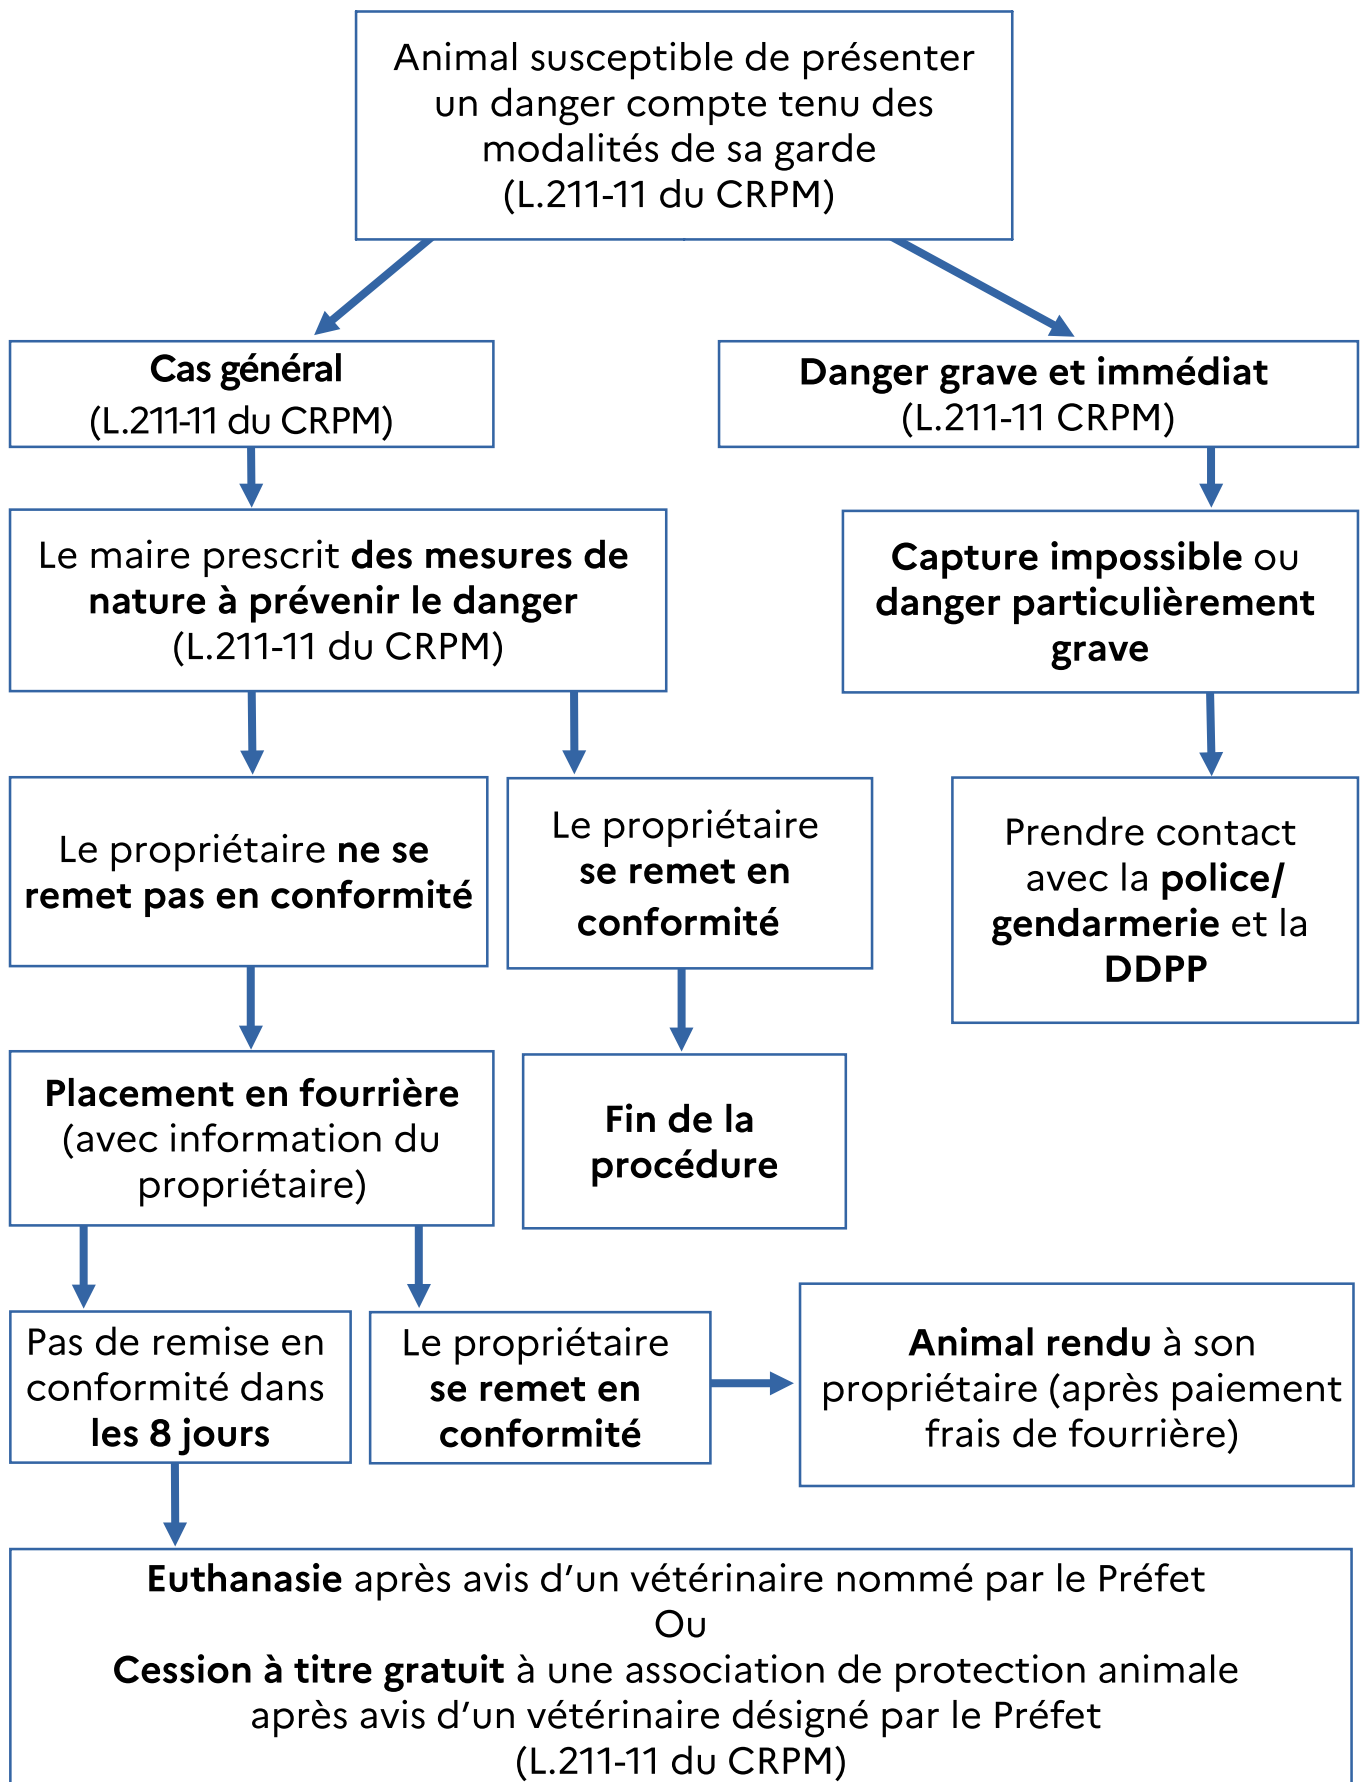 Animal susceptible de présenter
un danger compte tenu des
modalités de sa garde
(L.211-11 du CRPM)
Cas général
(L.211-11 du CRPM)
Danger grave et immédiat
(L.211-11 CRPM)
Le maire prescrit des mesures de
nature à prévenir le danger
(L.211-11 du CRPM)
Capture impossible ou
danger particulièrement
grave
Le propriétaire ne se
remet pas en conformité
Le propriétaire
se remet en
conformité
Prendre contact
avec la police/
gendarmerie et la
DDPP
Placement en fourrière
(avec information du
propriétaire)
Fin de la
procédure
Pas de remise en
conformité dans
les 8 jours
Le propriétaire
se remet en
conformité
Animal rendu à son
propriétaire (après paiement
frais de fourrière)
Euthanasie après avis d’un vétérinaire nommé par le Préfet
Ou
Cession à titre gratuit à une association de protection animale
après avis d’un vétérinaire désigné par le Préfet
(L.211-11 du CRPM)